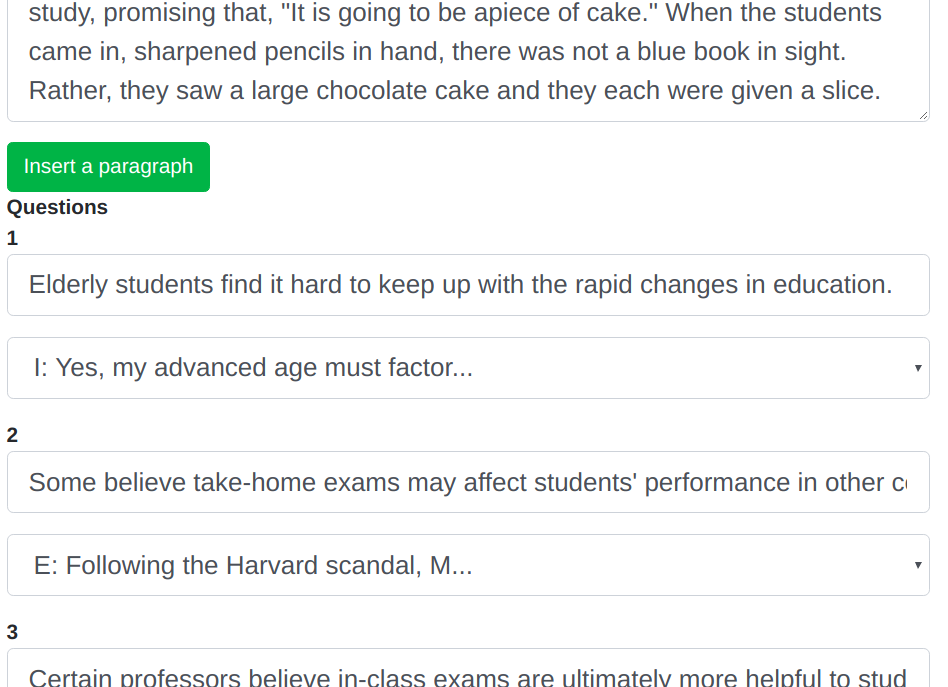 study, promising that, "It is going to be apiece of cake." When the students
came in, sharpened pencils in hand, there was not a blue book in sight.
Rather, they saw a large chocolate cake and they each were given a slice.
Insert a paragraph
Questions
1
Elderly students find it hard to keep up with the rapid changes in education.
I: Yes, my advanced age must factor...
2
Some believe take-home exams may affect students' performance in other
E: Following the Harvard scandal, M...
3
Certain professors believe in-class exams are ultimately more helpful to stud